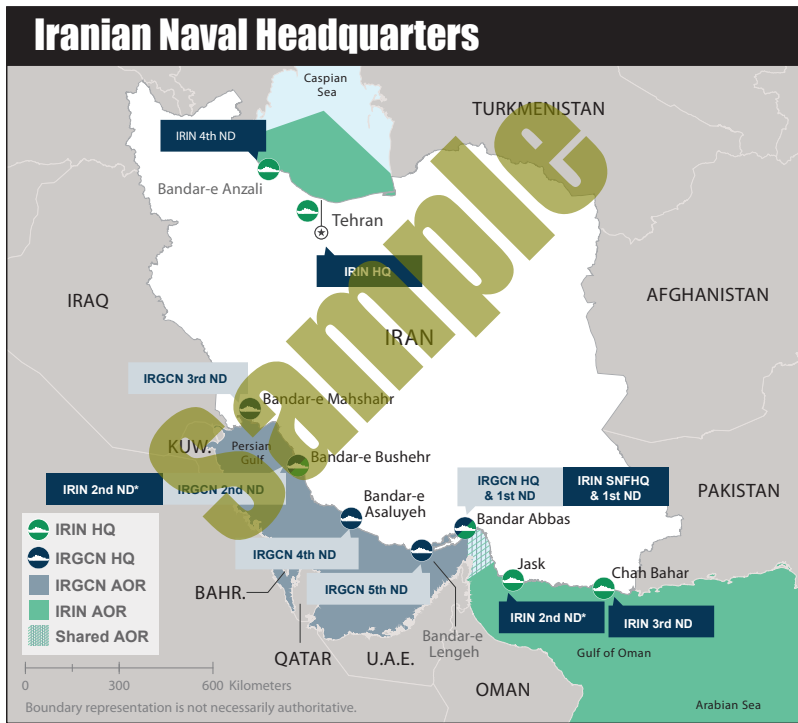 Iranian Naval Headquarters
Caspian
Sea
TURKMENISTAN
IRIN 4th ND
Bandar-e Anzali
Tehran
IRIN HQ
IRAQ
AFGHANISTAN
IRAN
IRGCN 3rd ND
Bandar-e Mahshahr
KUW.
Persian
Gulf
Bandar-e Bushehr
IRIN 2nd ND*
IRGCN 2nd ND
Bandar-e
Asaluyeh
IRGCN HQ
& 1st ND
IRIN SNFHQ
& 1st ND
PAKISTAN
Bandar Abbas
IRGCN 4th ND
Jask
Chah Bahar
BAHR.
IRGCN 5th ND
IRIN 2nd ND*
IRIN 3rd ND
Bandar-e
Lengeh
QATAR
U.A.E.
Gulf of Oman
OMAN
Arabian Sea
IRIN HQ
IRGCN HQ
IRGCN AOR
IRIN AOR
Shared AOR
0 300 600 Kilometers
Boundary representation is not necessarily authoritative.
Sample